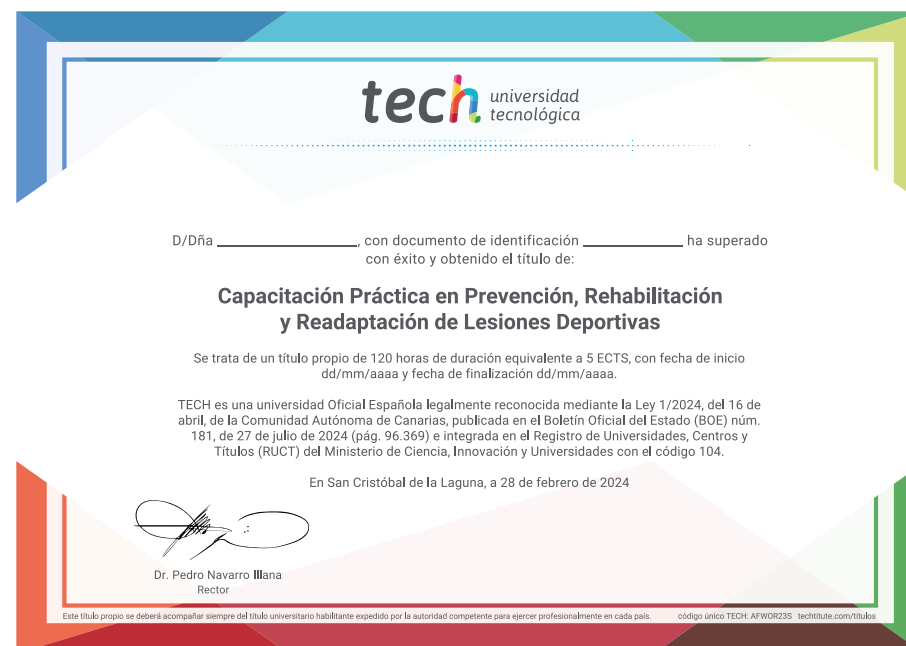 tech universidad
tecnológica
D/Dña ____________________, con documento de identificación ______________ ha superado
con éxito y obtenido el título de:
Capacitación Práctica en Prevención, Rehabilitación
y Readaptación de Lesiones Deportivas
Se trata de un título propio de 120 horas de duración equivalente a 5 ECTS, con fecha de inicio
dd/mm/aaaa y fecha de finalización dd/mm/aaaa.
TECH es una universidad Oficial Española legalmente reconocida mediante la Ley 1/2024, del 16 de
abril, de la Comunidad Autónoma de Canarias, publicada en el Boletín Oficial del Estado (BOE) núm.
181, de 27 de julio de 2024 (pág. 96.369) e integrada en el Registro de Universidades, Centros y
Títulos (RUCT) del Ministerio de Ciencia, Innovación y Universidades con el código 104.
En San Cristóbal de la Laguna, a 28 de febrero de 2024
Dr. Pedro Navarro Illana
Rector
Este título propio se deberá acompañar siempre del título universitario habilitante expedido por la autoridad competente para ejercer profesionalmente en cada país. código único TECH: AFWOR23S techtitute.com/titulos